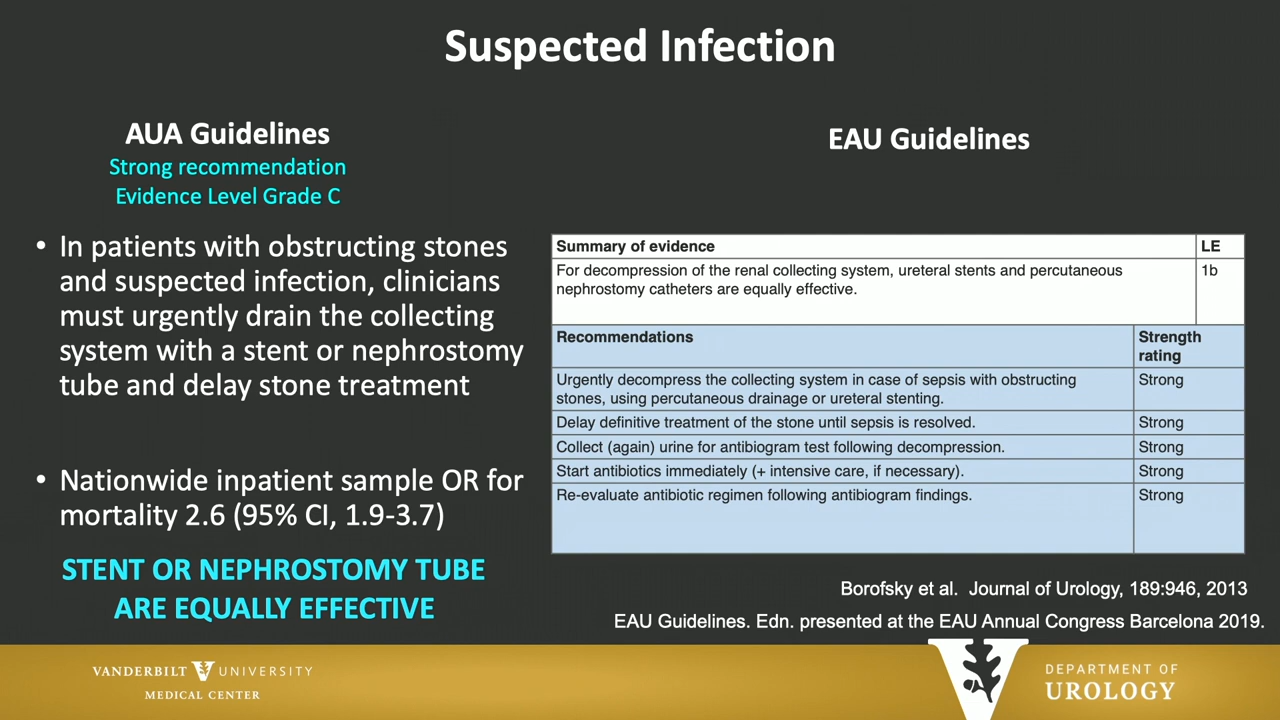 Suspected Infection
AUA Guidelines
Strong recommendation
Evidence Level Grade C
• In patients with obstructing stones
and suspected infection, clinicians
must urgently drain the collecting
system with a stent or nephrostomy
tube and delay stone treatment
• Nationwide inpatient sample OR for
mortality 2.6 (95% CI, 1.9-3.7)
STENT OR NEPHROSTOMY TUBE
ARE EQUALLY EFFECTIVE
EAU Guidelines
Summary of evidence LE
For decompression of the renal collecting system, ureteral stents and percutaneous 1b
nephrostomy catheters are equally effective.
Recommendations Strength
rating
Urgently decompress the collecting system in case of sepsis with obstructing Strong
stones, using percutaneous drainage or ureteral stenting.
Delay definitive treatment of the stone until sepsis is resolved. Strong
Collect (again) urine for antibiogram test following decompression. Strong
Start antibiotics immediately (+ intensive care, if necessary). Strong
Re-evaluate antibiotic regimen following antibiogram findings. Strong
Borofsky et al. Journal of Urology, 189:946, 2013
EAU Guidelines. Edn. presented at the EAU Annual Congress Barcelona 2019.
VANDERBILT V UNIVERSITY
MEDICAL CENTER
DEPARTMENT OF
UROLOGY